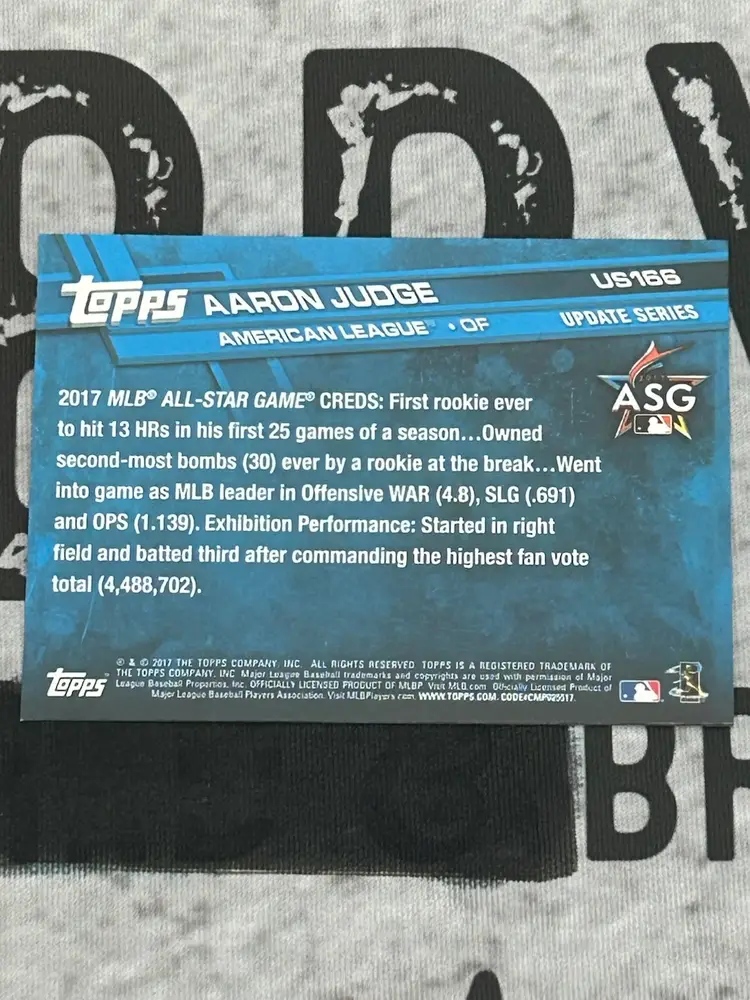 topps AARON JUDGE US166
AMERICAN LEAGUE • OF UPDATE SERIES
2017
ASG
2017 MLB® ALL-STAR GAME® CREDS: First rookie ever
to hit 13 HRs in his first 25 games of a season...Owned
second-most bombs (30) ever by a rookie at the break...Went
into game as MLB leader in Offensive WAR (4.8), SLG (.691)
and OPS (1.139). Exhibition Performance: Started in right
field and batted third after commanding the highest fan vote
total (4,488,702).
topps
® & © 2017 THE TOPPS COMPANY, INC. ALL RIGHTS RESERVED. TOPPS IS A REGISTERED TRADEMARK OF
THE TOPPS COMPANY, INC. Major League Baseball trademarks and copyrights are used with permission of Major
League Baseball Properties, Inc. OFFICIALLY LICENSED PRODUCT OF MLBP Visit MLB.com Officially Licensed Product of
Major League Baseball Players Association. Visit MLBPlayers.com. WWW.TOPPS.COM. CODE#CMP025517